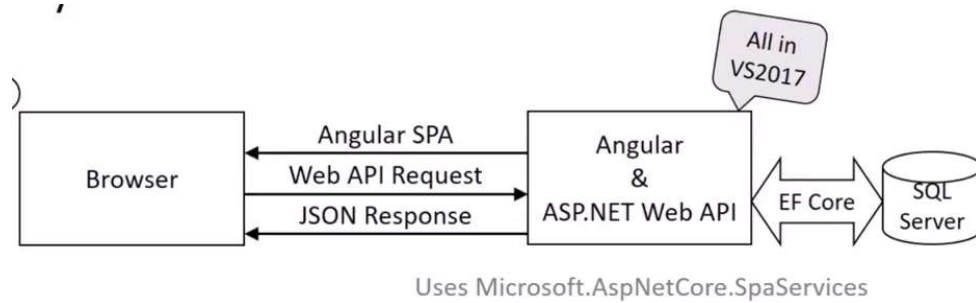 All in
VS2017
Browser
Angular SPA
Web API Request
JSON Response
Angular
&
ASP.NET Web API
EF Core
SQL
Server
Uses Microsoft.AspNetCore.SpaServices